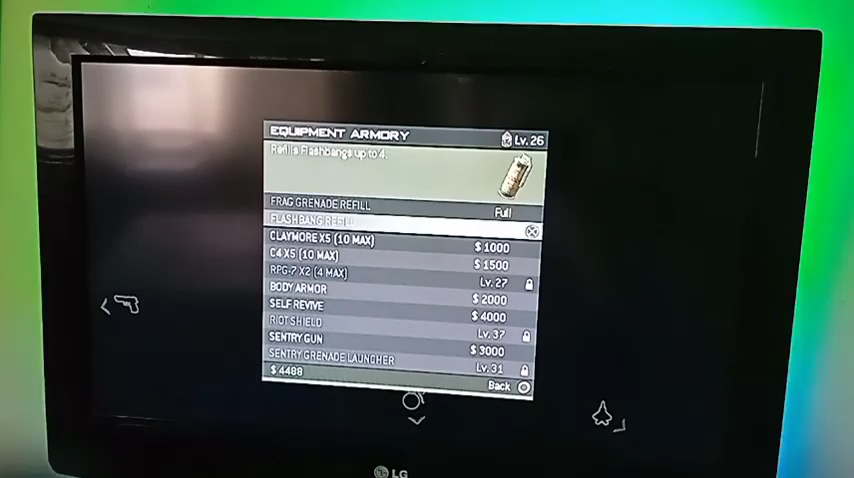 EQUIPMENT ARMORY Lv. 26
Refills Flashbangs up to 4.
FRAG GRENADE REFILL Full
FLASHBANG REFILL
CLAYMORE X5 (10 MAX) $ 1000
C4 X5 (10 MAX) $ 1500
RPG-7 X2 (4 MAX) Lv. 27
BODY ARMOR $ 2000
SELF REVIVE $ 4000
RIOT SHIELD Lv. 37
SENTRY GUN $ 3000
SENTRY GRENADE LAUNCHER Lv. 31
$ 4488 Back
LG